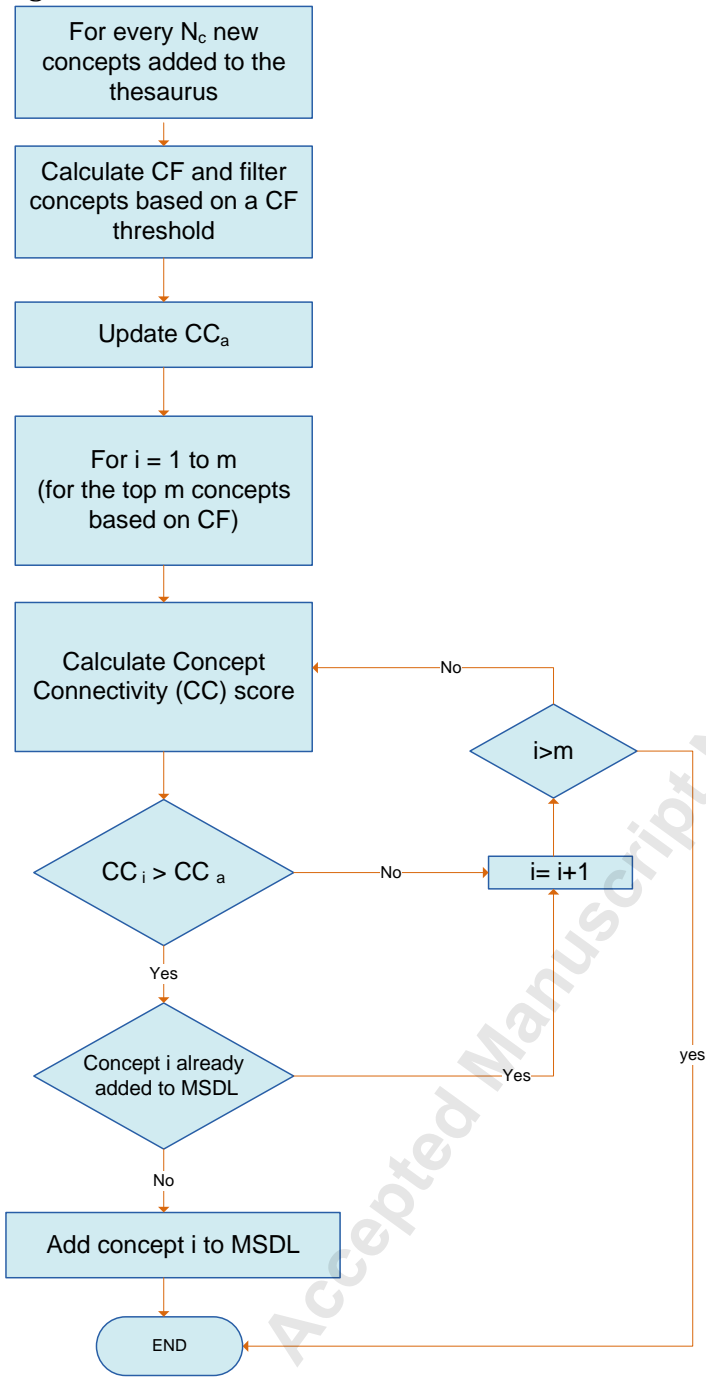 For every Nc new
concepts added to the
thesaurus
Calculate CF and filter
concepts based on a CF
threshold
Update CCa
For i = 1 to m
(for the top m concepts
based on CF)
Calculate Concept
Connectivity (CC) score
No
i>m
CC i > CC a
No
i= i+1
Yes
Concept i already
added to MSDL
Yes
yes
No
Add concept i to MSDL
END
Accepted Manuscript